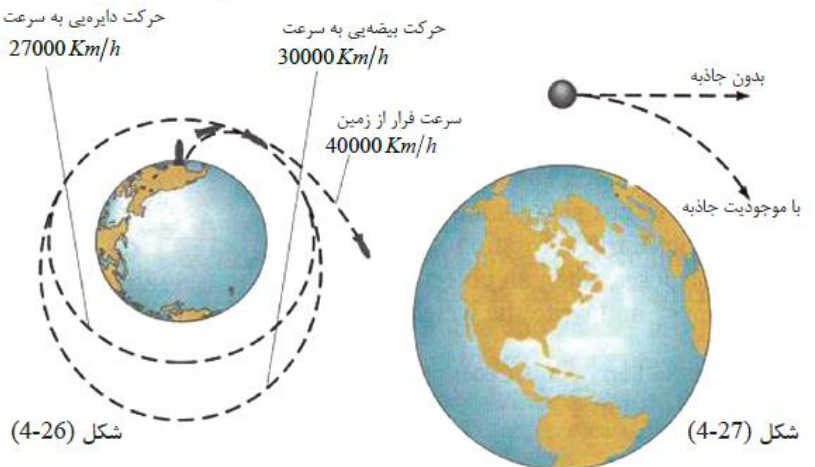 حرکت دایره‌یی به سرعت
27000 Km/h
حرکت بیضه‌یی به سرعت
30000 Km/h
سرعت فرار از زمین
40000 Km/h
شکل (4-26)
بدون جاذبه
با موجودیت جاذبه
شکل (4-27)